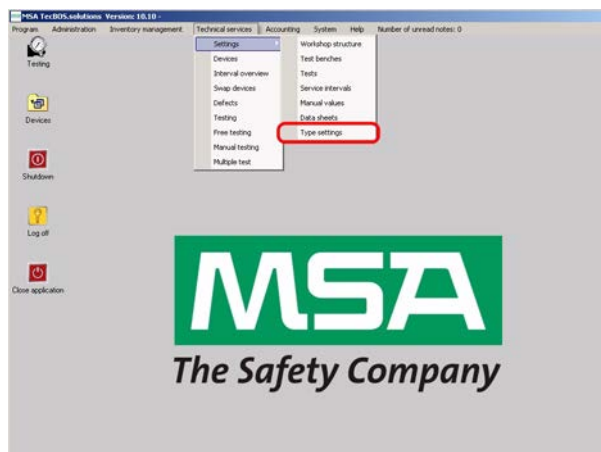 MSA TecBOS.solutions Version: 10.10 -
Program Administration Inventory management Technical services Accounting System Help Number of unread notes: 0
Testing
Devices
Shutdown
Log off
Close application
Settings
Devices
Interval overview
Swap devices
Defects
Testing
Free testing
Manual testing
Multiple test
Workshop structure
Test benches
Tests
Service intervals
Manual values
Data sheets
Type settings
MSA
The Safety Company